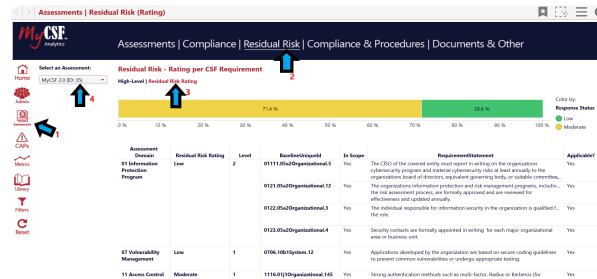 Assessments | Residual Risk (Rating)
MyCSF.
Analytics
Assessments | Compliance | Residual Risk | Compliance & Procedures | Documents & Other
Home
Admin
Assessments
CAPs
Metrics
Library
Filters
Reset
1
2
3
4
Select an Assessment:
MyCSF 2.0 (ID: 35)
Residual Risk - Rating per CSF Requirement
High-Level | Residual Risk Rating
71.4 %
28.6 %
0 % 10 % 20 % 30 % 40 % 50 % 60 % 70 % 80 % 90 % 100 %
Color by:
Response Status
Low
Moderate
Assessment Domain Residual Risk Rating Level BaselineUniqueId In Scope RequirementStatement Applicable?
01 Information Protection Program Low 2 01111.05a2Organizational.5 Yes The CISO of the covered entity must report in writing on the organizations Yes
cybersecurity program and material cybersecurity risks at least annually to the
organizations board of directors, equivalent governing body, or suitable committee,..
0121.05a2Organizational.12 Yes The organizations information protection and risk management programs, includin... Yes
the risk assessment process, are formally approved and are reviewed for
effectiveness and updated annually.
0122.05a2Organizational.3 Yes The individual responsible for information security in the organization is qualified f... Yes
the role.
0123.05a2Organizational.4 Yes Security contacts are formally appointed in writing for each major organizational Yes
area or business unit.
07 Vulnerability Management Low 1 0706.10b1System.12 Yes Applications developed by the organization are based on secure coding guidelines Yes
to prevent common vulnerabilities or undergo appropriate testing.
11 Access Control Moderate 1 1116.01j1Organizational.145 Yes Strong authentication methods such as multi-factor, Radius or Kerberos (for Yes